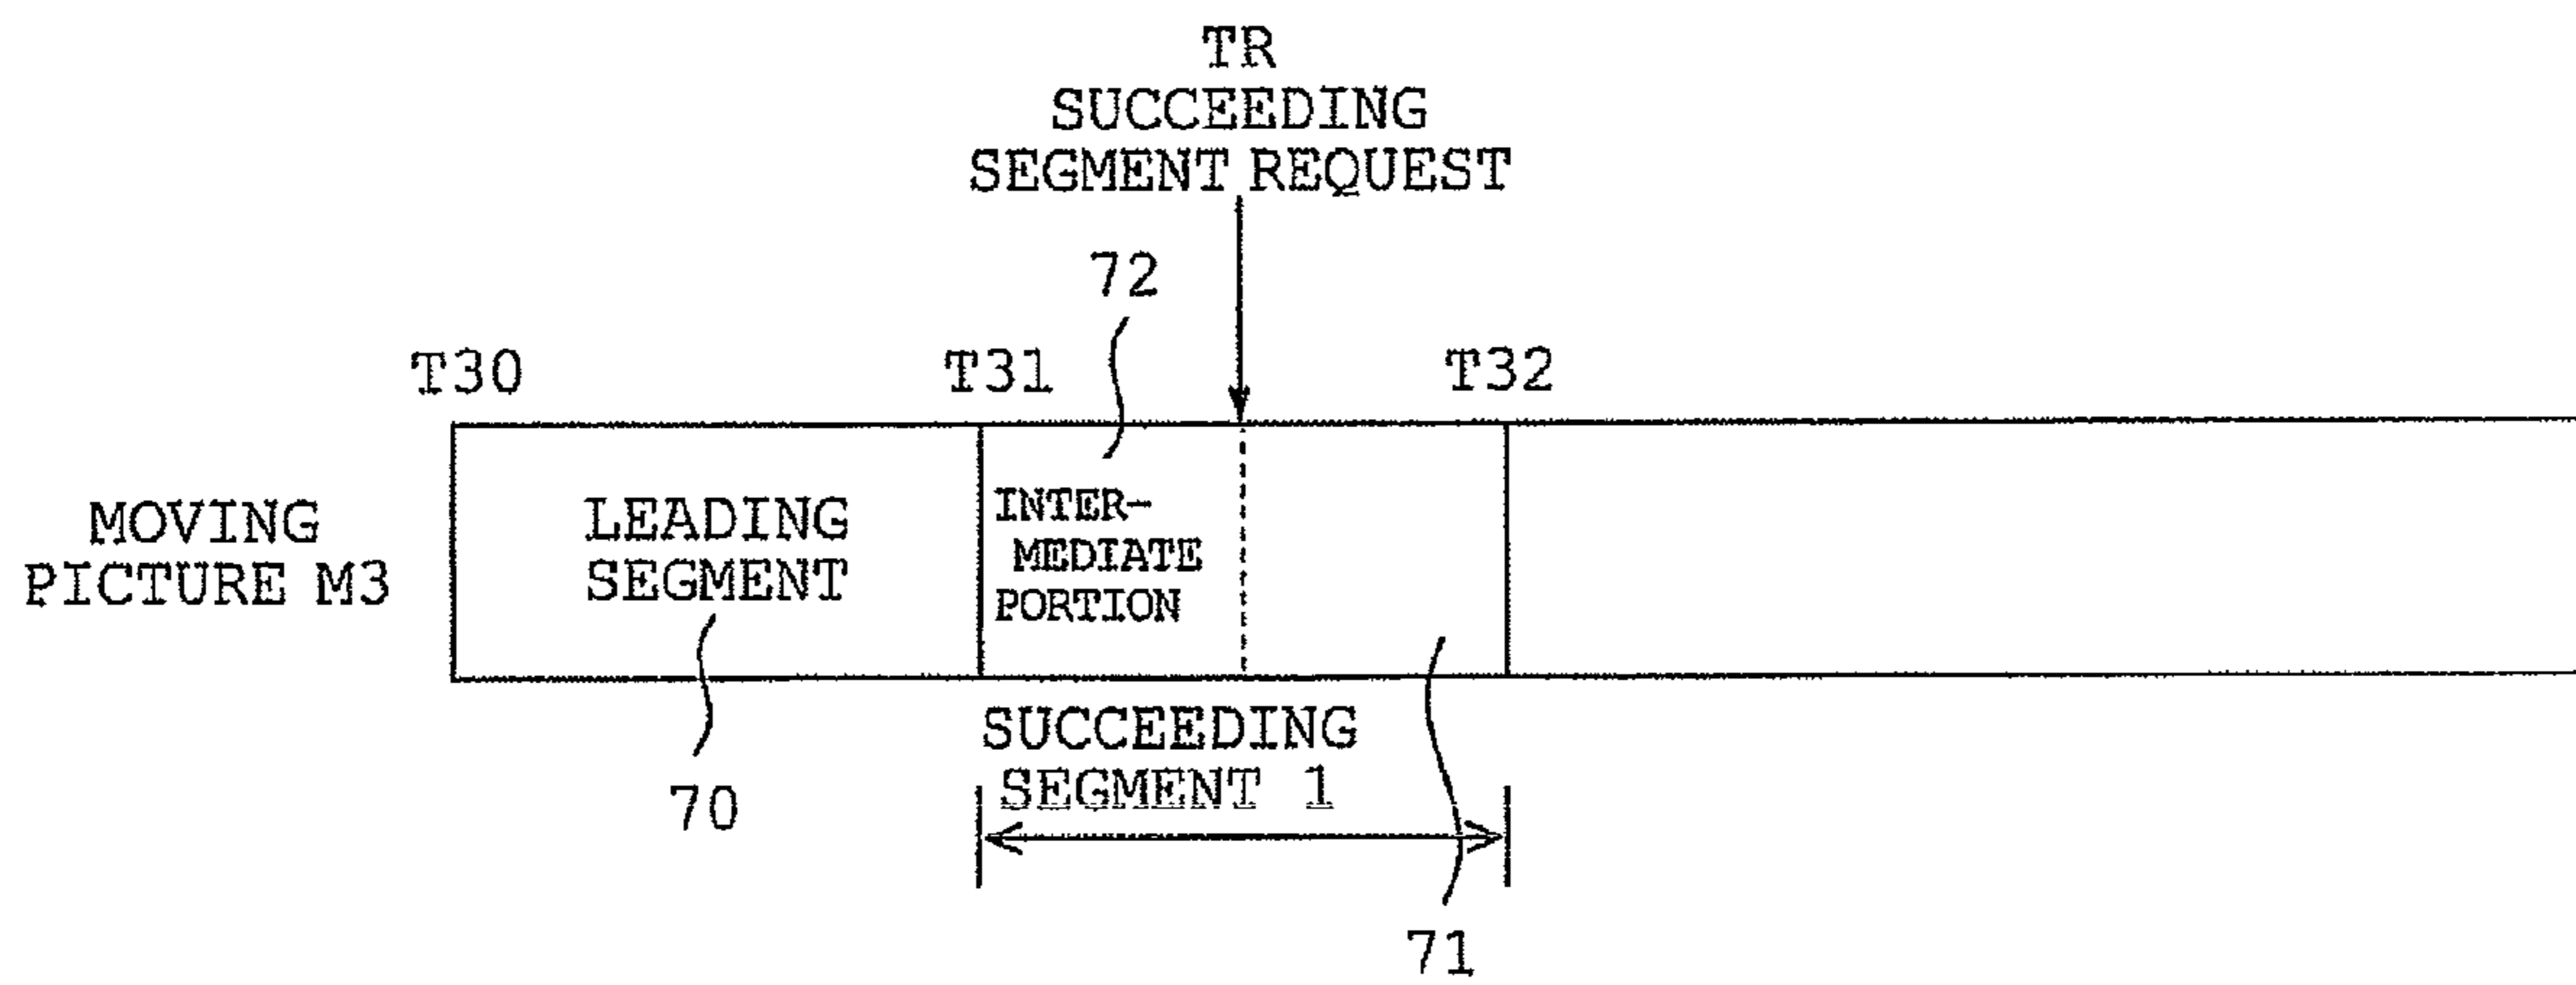 TR
SUCCEEDING
SEGMENT REQUEST
72
T30
T31
T32
MOVING
PICTURE M3
LEADING
SEGMENT
INTER-
MEDIATE
PORTION
SUCCEEDING
SEGMENT 1
70
71